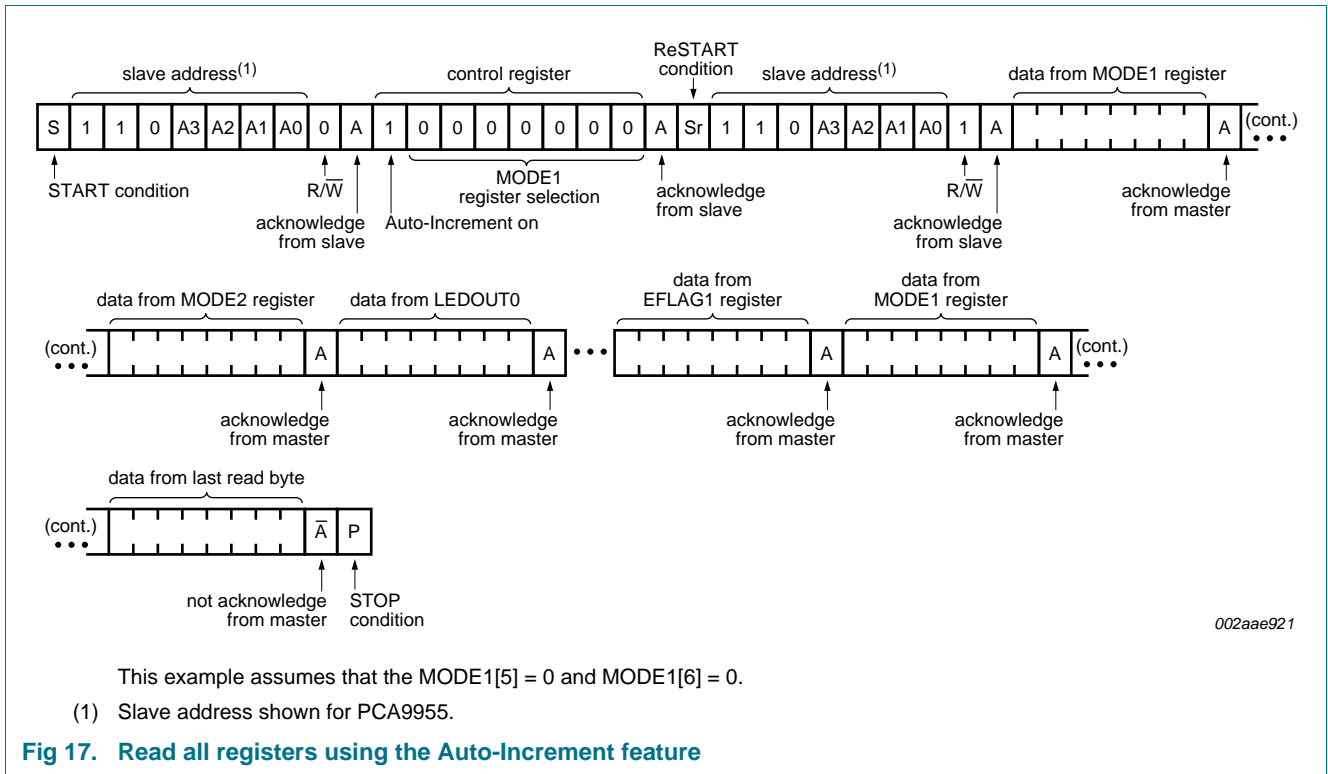 ReSTART
condition
slave address(1) control register slave address(1) data from MODE1 register
S 1 1 0 A3 A2 A1 A0 0 A 1 0 0 0 0 0 0 0 A Sr 1 1 0 A3 A2 A1 A0 1 A A (cont.)
START condition R/W̅ MODE1
register selection acknowledge
from slave R/W̅ acknowledge
from master
acknowledge
from slave Auto-Increment on acknowledge
from slave
data from MODE2 register data from LEDOUT0 data from
EFLAG1 register data from
MODE1 register
(cont.) A A A A (cont.)
acknowledge
from master acknowledge
from master acknowledge
from master acknowledge
from master
data from last read byte
(cont.) A̅ P
not acknowledge
from master STOP
condition
002aae921
This example assumes that the MODE1[5] = 0 and MODE1[6] = 0.
(1) Slave address shown for PCA9955.
Fig 17. Read all registers using the Auto-Increment feature